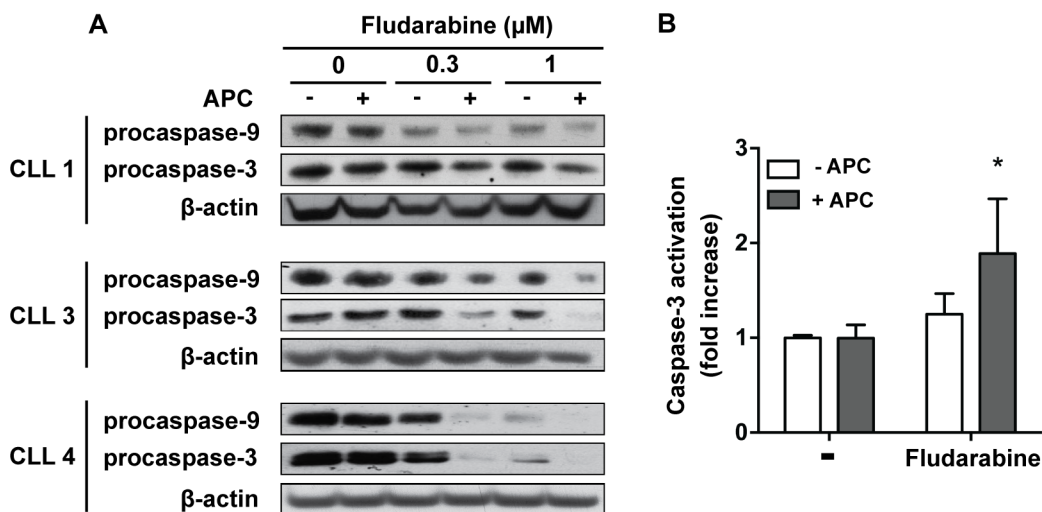 A
Fludarabine (µM)
0 0.3 1
APC - + - + - +
CLL 1
procaspase-9
procaspase-3
β-actin
CLL 3
procaspase-9
procaspase-3
β-actin
CLL 4
procaspase-9
procaspase-3
β-actin
B
Caspase-3 activation
(fold increase)
3
2
1
0
- APC
+ APC
*
-
Fludarabine